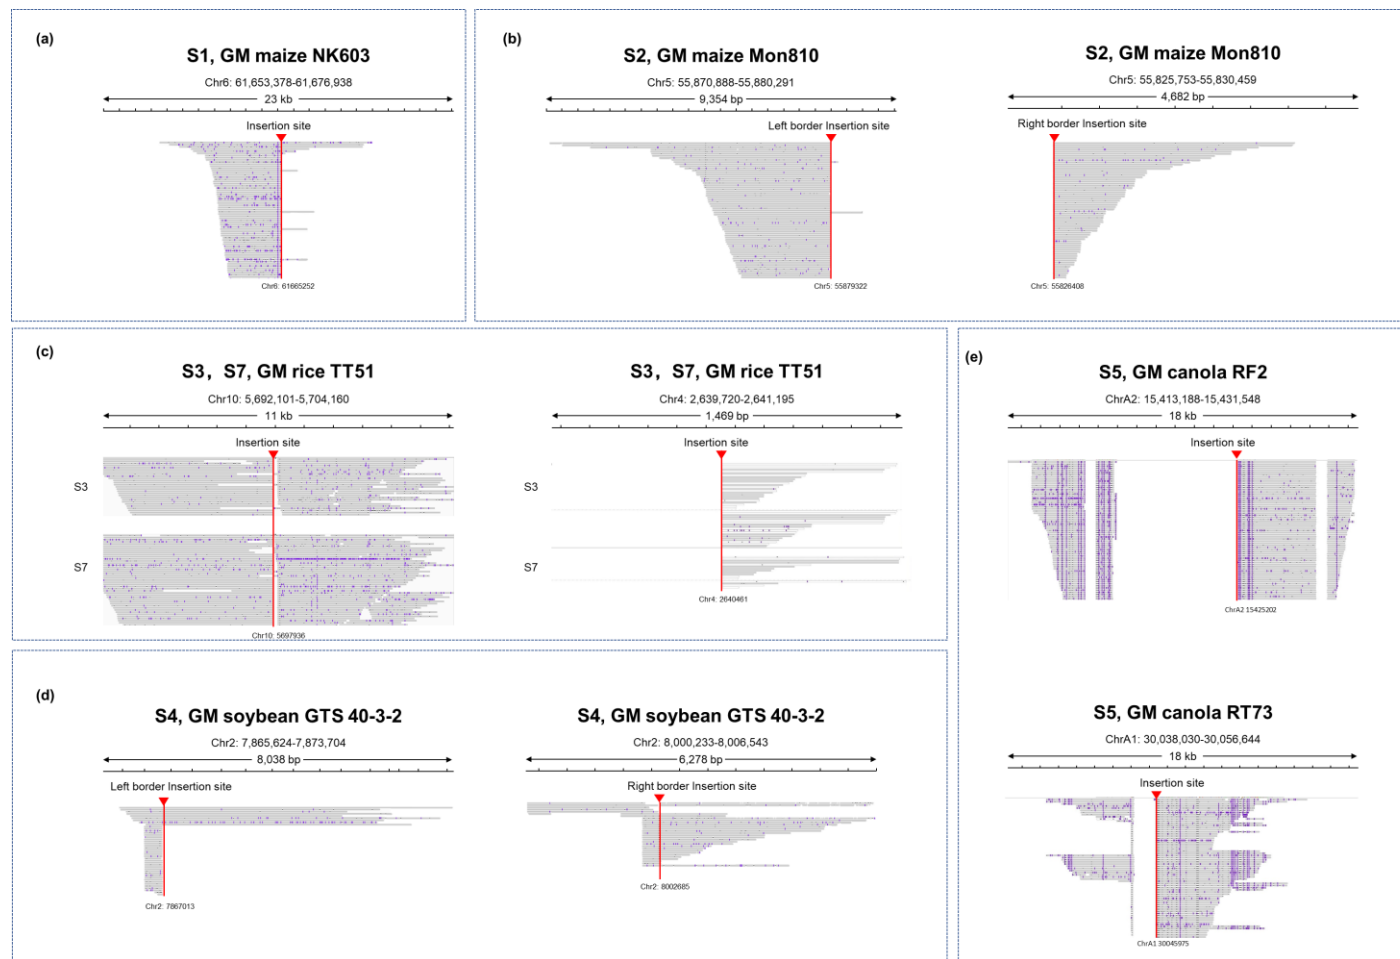 (a)
S1, GM maize NK603
Chr6: 61,653,378-61,676,938
23 kb
Insertion site
Chr6: 61665252
(b)
S2, GM maize Mon810
Chr5: 55,870,888-55,880,291
9,354 bp
Left border Insertion site
Chr5: 55879322
S2, GM maize Mon810
Chr5: 55,825,753-55,830,459
4,682 bp
Right border Insertion site
Chr5: 55826408
(c)
S3, S7, GM rice TT51
Chr10: 5,692,101-5,704,160
11 kb
Insertion site
S3
S7
Chr10: 5697936
S3, S7, GM rice TT51
Chr4: 2,639,720-2,641,195
1,469 bp
Insertion site
S3
S7
Chr4: 2640461
(d)
S4, GM soybean GTS 40-3-2
Chr2: 7,865,624-7,873,704
8,038 bp
Left border Insertion site
Chr2: 7867013
S4, GM soybean GTS 40-3-2
Chr2: 8,000,233-8,006,543
6,278 bp
Right border Insertion site
Chr2: 8002685
(e)
S5, GM canola RF2
ChrA2: 15,413,188-15,431,548
18 kb
Insertion site
ChrA2 15425202
S5, GM canola RT73
ChrA1: 30,038,030-30,056,644
18 kb
Insertion site
ChrA1 30045975